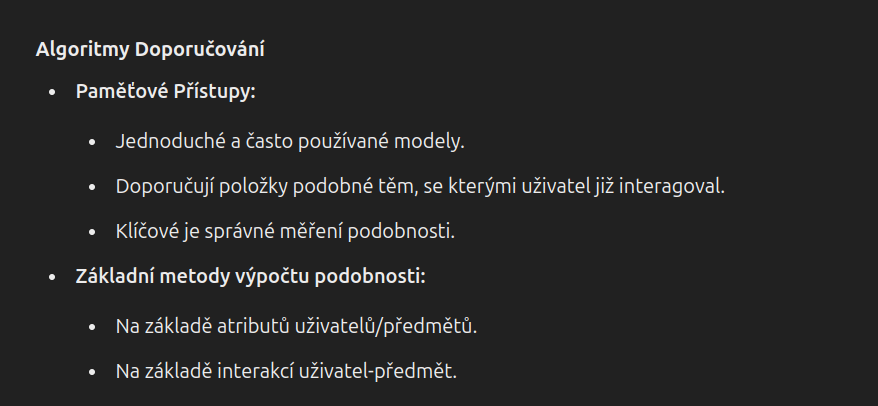 Algoritmy Doporučování
• Paměťové Přístupy:
• Jednoduché a často používané modely.
• Doporučují položky podobné těm, se kterými uživatel již interagoval.
• Klíčové je správné měření podobnosti.
• Základní metody výpočtu podobnosti:
• Na základě atributů uživatelů/předmětů.
• Na základě interakcí uživatel-předmět.